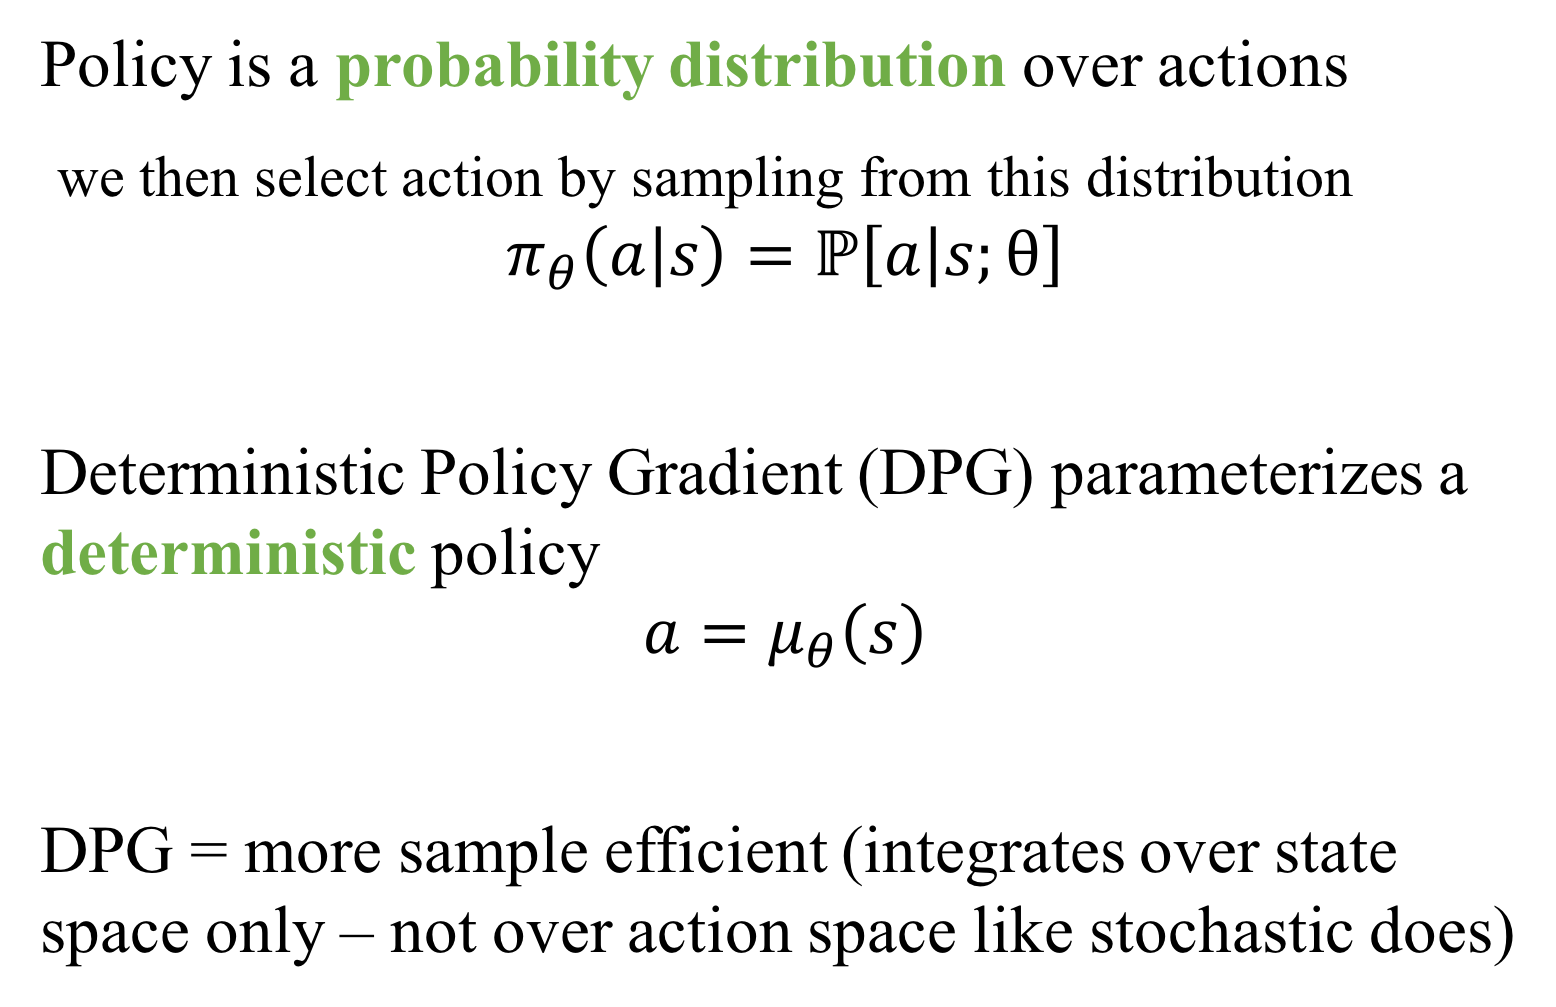 Policy is a probability distribution over actions
we then select action by sampling from this distribution
𝜋𝜃(𝑎|𝑠) = ℙ[𝑎|𝑠; θ]
Deterministic Policy Gradient (DPG) parameterizes a
deterministic policy
𝑎 = 𝜇𝜃(𝑠)
DPG = more sample efficient (integrates over state
space only – not over action space like stochastic does)